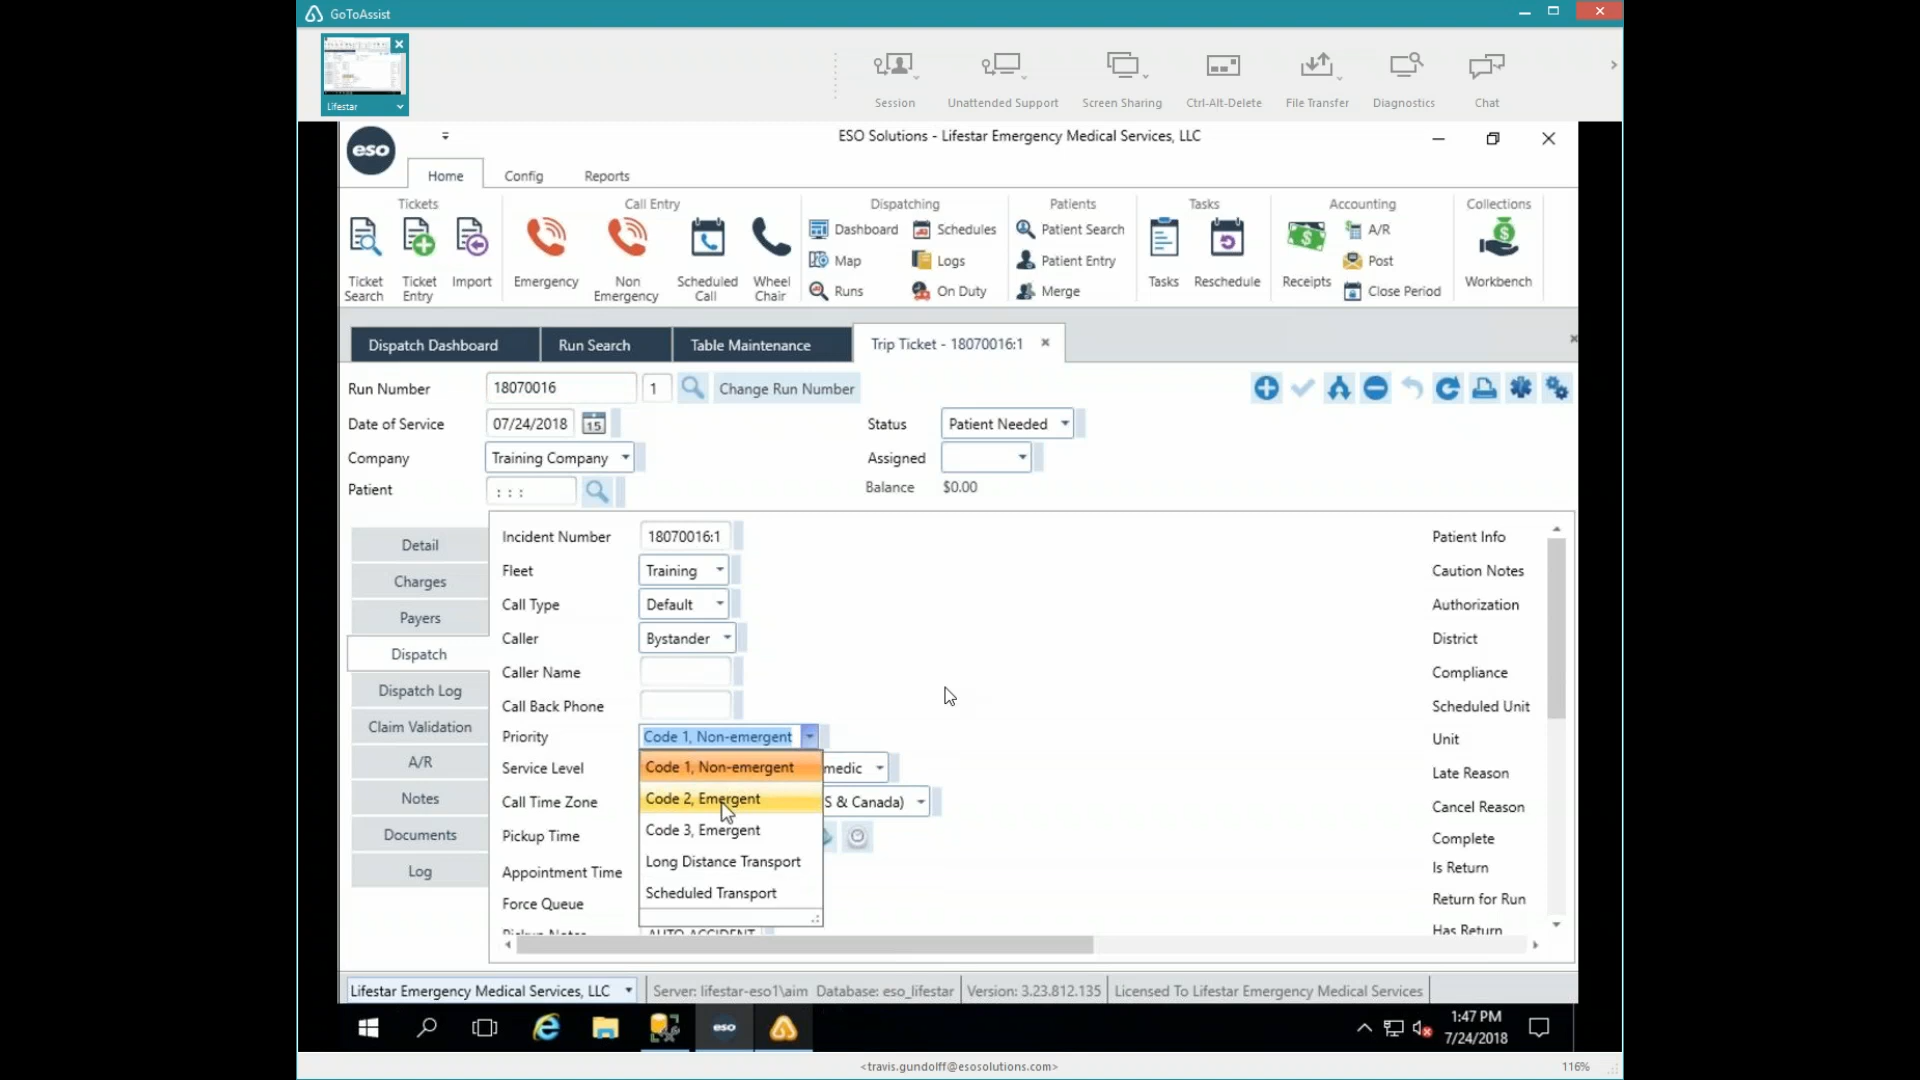 GoToAssist
Lifestar
Session
Unattended Support
Screen Sharing
Ctrl-Alt-Delete
File Transfer
Diagnostics
Chat
eso
ESO Solutions - Lifestar Emergency Medical Services, LLC
Home
Config
Reports
Tickets
Call Entry
Dispatching
Patients
Tasks
Accounting
Collections
Ticket Search
Ticket Entry
Import
Emergency
Non Emergency
Scheduled Call
Wheel Chair
Dashboard
Schedules
Map
Logs
Runs
On Duty
Patient Search
Patient Entry
Merge
Tasks
Reschedule
Receipts
A/R
Post
Close Period
Workbench
Dispatch Dashboard
Run Search
Table Maintenance
Trip Ticket - 18070016:1
Run Number 18070016 1 Change Run Number
Date of Service 07/24/2018 15
Status Patient Needed
Company Training Company
Assigned
Patient : : :
Balance $0.00
Detail
Charges
Payers
Dispatch
Dispatch Log
Claim Validation
A/R
Notes
Documents
Log
Incident Number 18070016:1
Fleet Training
Call Type Default
Caller Bystander
Caller Name
Call Back Phone
Priority Code 1, Non-emergent
Code 1, Non-emergent
Code 2, Emergent
Code 3, Emergent
Long Distance Transport
Scheduled Transport
Service Level medic
Call Time Zone S & Canada)
Pickup Time
Appointment Time
Force Queue
Pickup Notes AUTO ACCIDENT
Patient Info
Caution Notes
Authorization
District
Compliance
Scheduled Unit
Unit
Late Reason
Cancel Reason
Complete
Is Return
Return for Run
Has Return
Lifestar Emergency Medical Services, LLC
Server: lifestar-eso1\aim Database: eso_lifestar
Version: 3.23.812.135
Licensed To Lifestar Emergency Medical Services
eso
1:47 PM
7/24/2018
<travis.gundolff@esosolutions.com>
116%